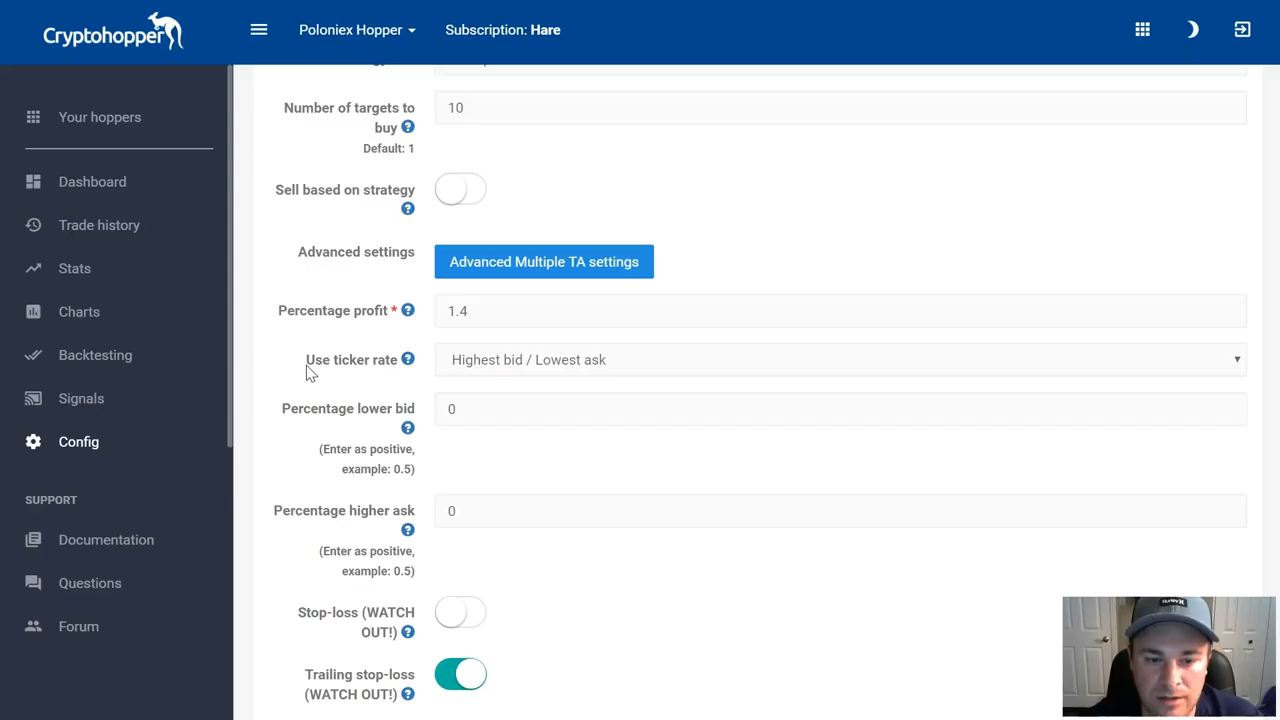 Cryptohopper
Poloniex Hopper
Subscription: Hare
Your hoppers
Dashboard
Trade history
Stats
Charts
Backtesting
Signals
Config
SUPPORT
Documentation
Questions
Forum
Number of targets to
buy
Default: 1
10
Sell based on strategy
Advanced settings
Advanced Multiple TA settings
Percentage profit *
1.4
Use ticker rate
Highest bid / Lowest ask
Percentage lower bid
(Enter as positive,
example: 0.5)
0
Percentage higher ask
(Enter as positive,
example: 0.5)
0
Stop-loss (WATCH
OUT!)
Trailing stop-loss
(WATCH OUT!)